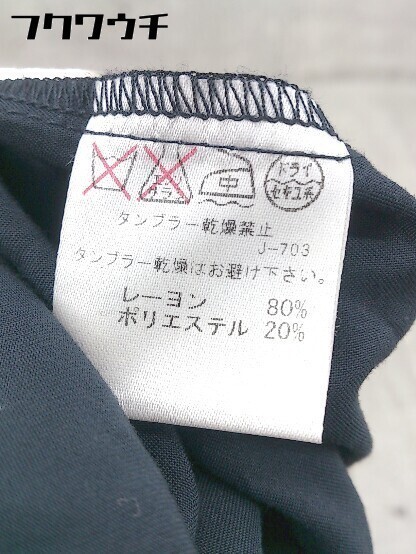 フクワウチ
中
ドライ
セキユ系
タンブラー乾燥禁止
J-703
タンブラー乾燥はお避け下さい。
レーヨン 80%
ポリエステル 20%